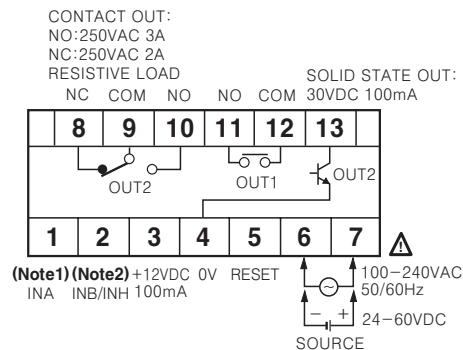 CONTACT OUT:
NO:250VAC 3A
NC:250VAC 2A
RESISTIVE LOAD
SOLID STATE OUT:
30VDC 100mA
NC COM NO NO COM
8 9 10 11 12 13
OUT2 OUT1 OUT2
1 2 3 4 5 6 7
(Note1) (Note2) +12VDC 0V RESET
INA INB/INH 100mA
100-240VAC
50/60Hz
- +
24-60VDC
SOURCE